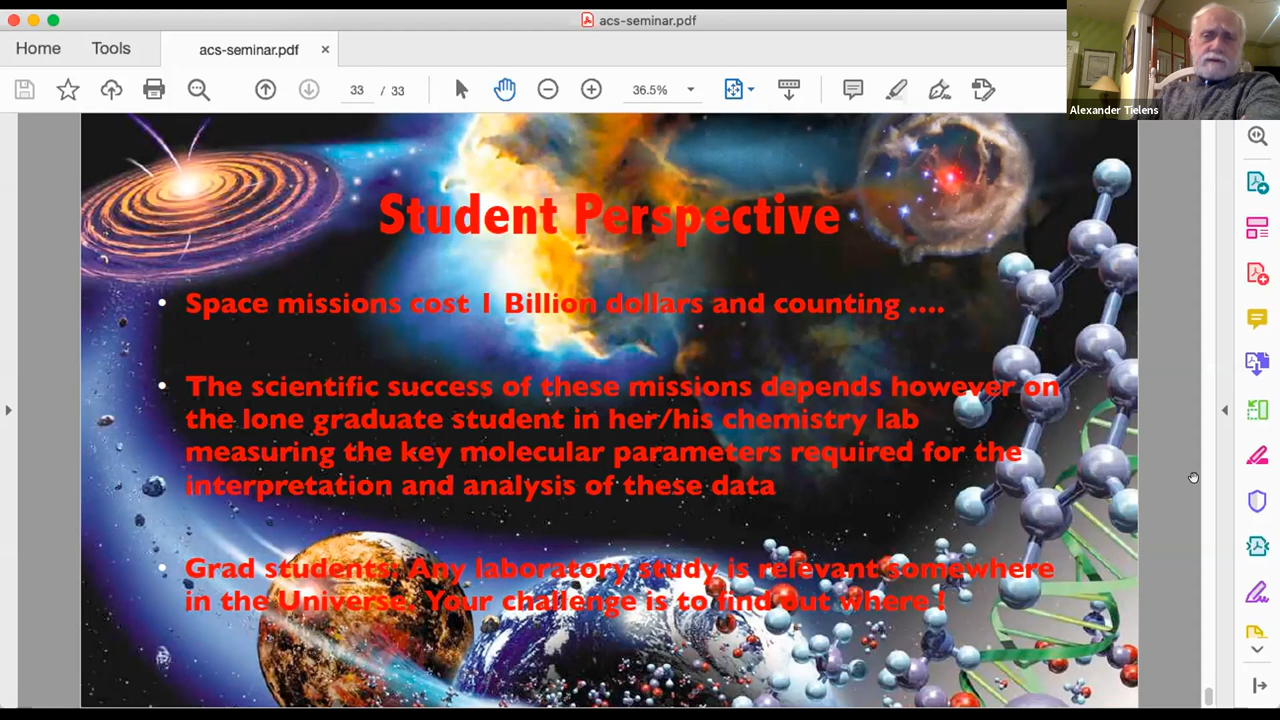 acs-seminar.pdf
Home
Tools
acs-seminar.pdf
33 / 33
36.5%
Alexander Tielens
Student Perspective
• Space missions cost 1 Billion dollars and counting ....
• The scientific success of these missions depends however on
the lone graduate student in her/his chemistry lab
measuring the key molecular parameters required for the
interpretation and analysis of these data
• Grad students: Any laboratory study is relevant somewhere
in the Universe. Your challenge is to find out where !